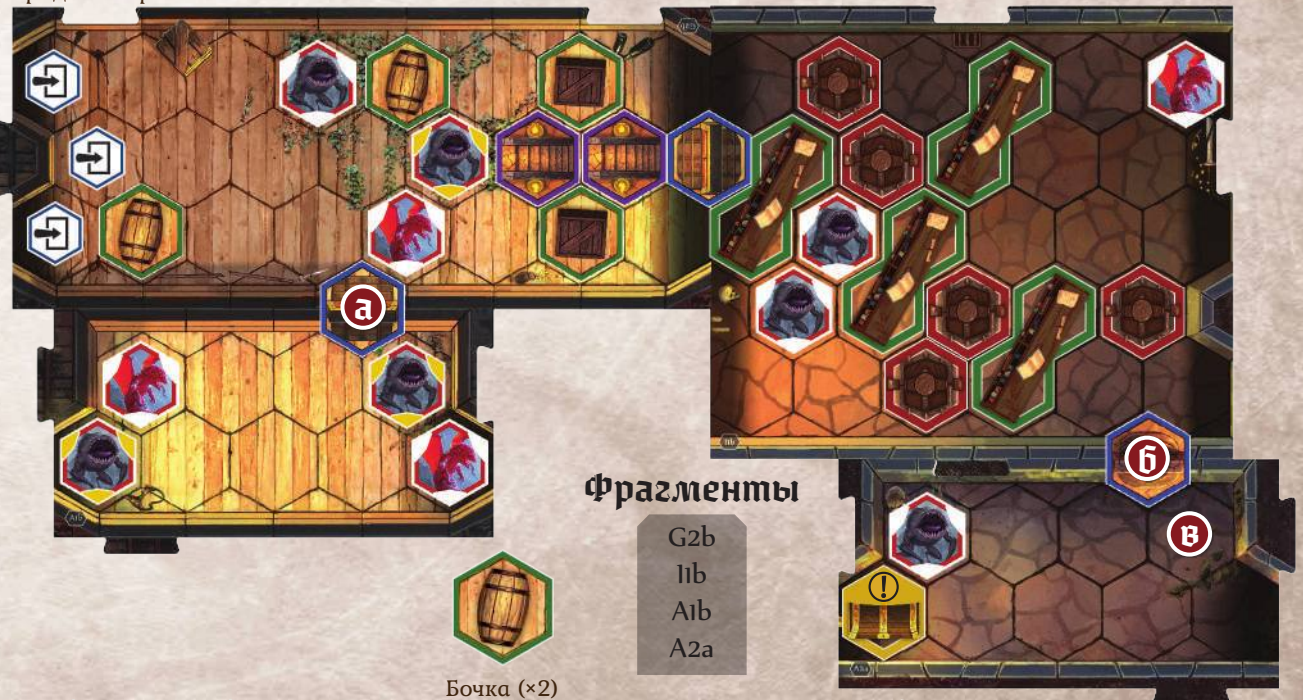 а
б
в
Фрагменты
G2b
I1b
A1b
A2a
Бочка (×2)